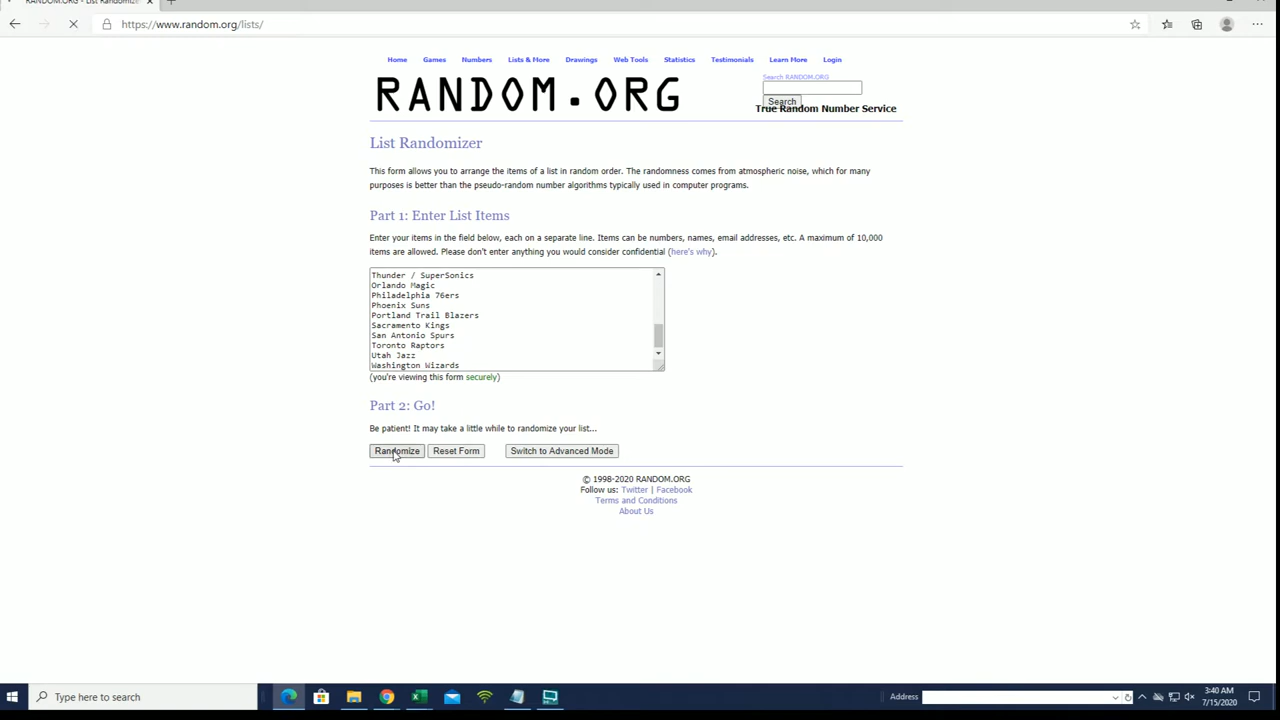 RANDOM.ORG - List Randomiz
https://www.random.org/lists/
Home Games Numbers Lists & More Drawings Web Tools Statistics Testimonials Learn More Login
RANDOM.ORG
Search RANDOM.ORG
Search
True Random Number Service
List Randomizer
This form allows you to arrange the items of a list in random order. The randomness comes from atmospheric noise, which for many
purposes is better than the pseudo-random number algorithms typically used in computer programs.
Part 1: Enter List Items
Enter your items in the field below, each on a separate line. Items can be numbers, names, email addresses, etc. A maximum of 10,000
items are allowed. Please don't enter anything you would consider confidential (here's why).
Thunder / SuperSonics
Orlando Magic
Philadelphia 76ers
Phoenix Suns
Portland Trail Blazers
Sacramento Kings
San Antonio Spurs
Toronto Raptors
Utah Jazz
Washington Wizards
(you're viewing this form securely)
Part 2: Go!
Be patient! It may take a little while to randomize your list...
Randomize Reset Form Switch to Advanced Mode
© 1998-2020 RANDOM.ORG
Follow us: Twitter | Facebook
Terms and Conditions
About Us
Type here to search
Address
3:40 AM
7/15/2020